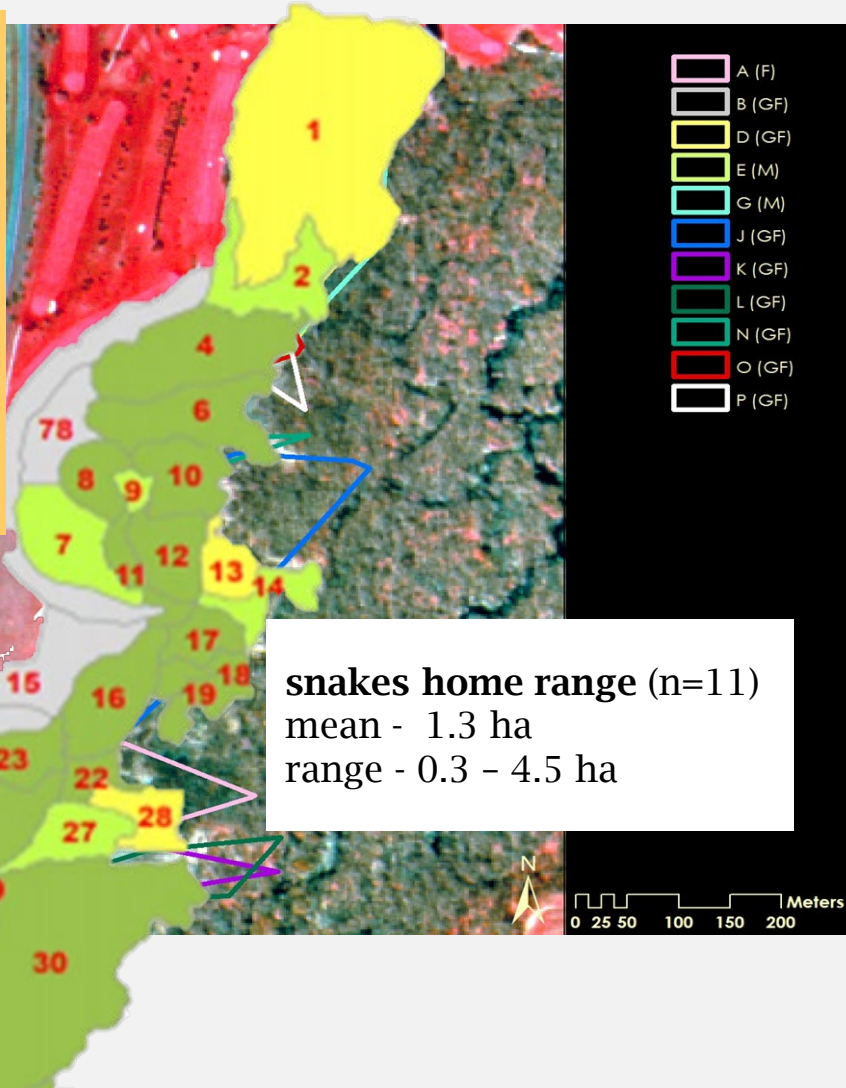 1
2
4
6
78
8
9
10
7
11
12
13
14
17
15
16
18
19
23
22
28
27
30
A (F)
B (GF)
D (GF)
E (M)
G (M)
J (GF)
K (GF)
L (GF)
N (GF)
O (GF)
P (GF)
snakes home range (n=11)
mean - 1.3 ha
range - 0.3 – 4.5 ha
N
Meters
0 25 50 100 150 200